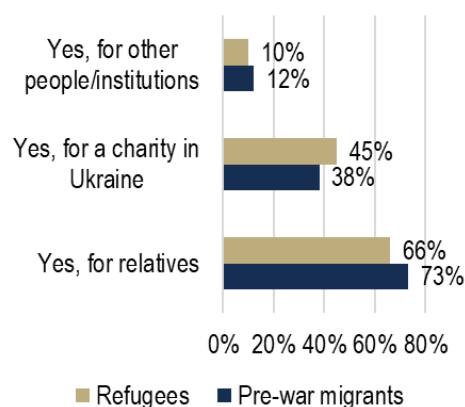 Yes, for other
people/institutions
10%
12%
Yes, for a charity in
Ukraine
45%
38%
Yes, for relatives
66%
73%
0% 20% 40% 60% 80%
Refugees Pre-war migrants